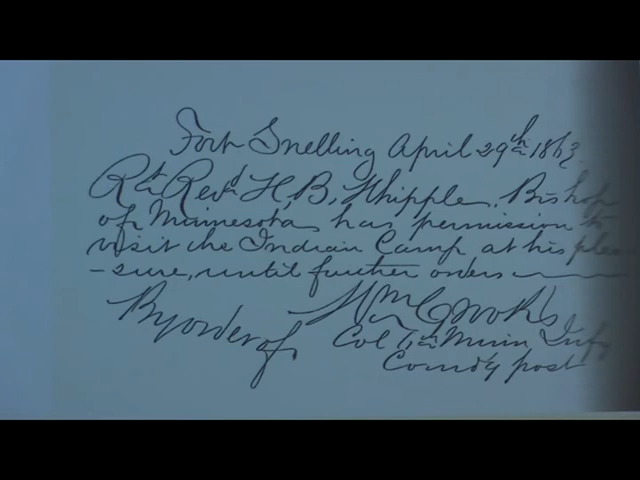 Fort Snelling April 29th 1863
Rt Revd H. B. Whipple, Bishop
of Minnesota has permission to
visit the Indian Camp at his plea
-sure, until further orders
By order of Wm Crooks
Col 6th Minn Infy
Comdg post